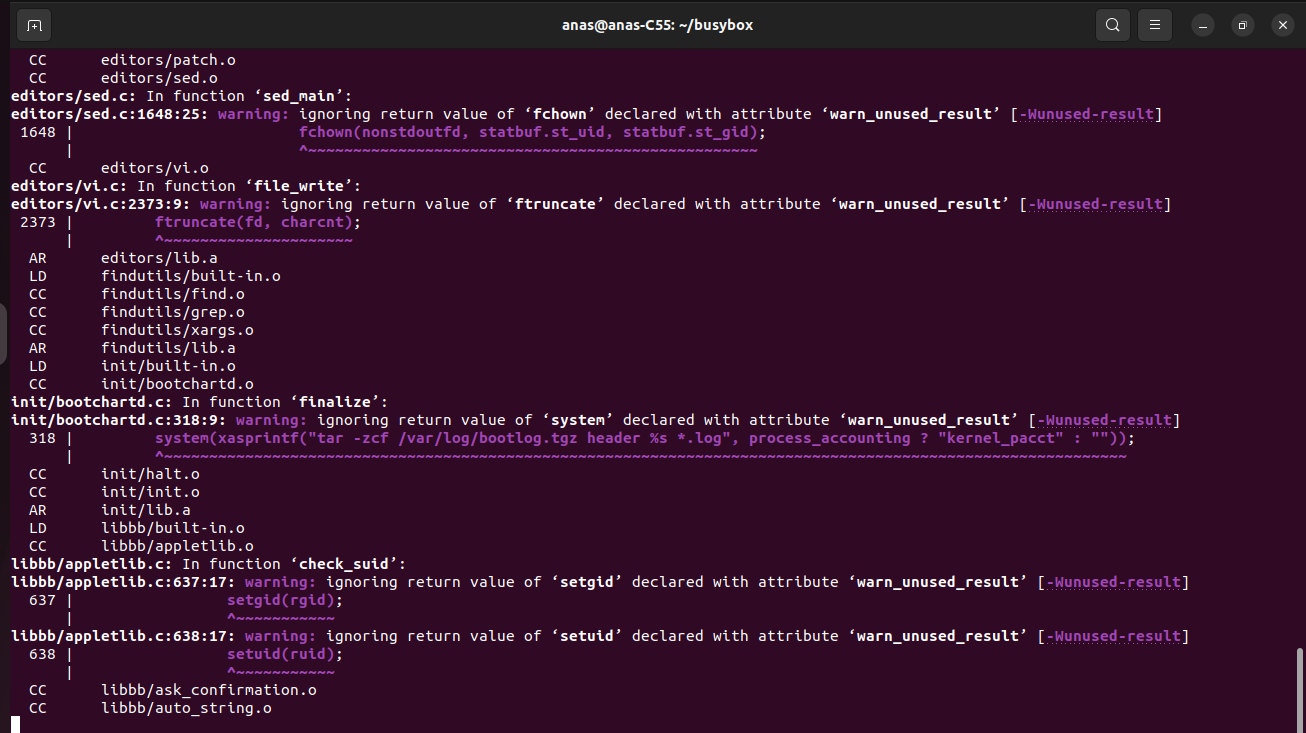 anas@anas-C55: ~/busybox
CC      editors/patch.o
CC      editors/sed.o
editors/sed.c: In function ‘sed_main’:
editors/sed.c:1648:25: warning: ignoring return value of ‘fchown’ declared with attribute ‘warn_unused_result’ [-Wunused-result]
1648 |                         fchown(nonstdoutfd, statbuf.st_uid, statbuf.st_gid);
|                         ^~~~~~~~~~~~~~~~~~~~~~~~~~~~~~~~~~~~~~~~~~~~~~~~~~~
CC      editors/vi.o
editors/vi.c: In function ‘file_write’:
editors/vi.c:2373:9: warning: ignoring return value of ‘ftruncate’ declared with attribute ‘warn_unused_result’ [-Wunused-result]
2373 |         ftruncate(fd, charcnt);
|         ^~~~~~~~~~~~~~~~~~~~~~
AR      editors/lib.a
LD      findutils/built-in.o
CC      findutils/find.o
CC      findutils/grep.o
CC      findutils/xargs.o
AR      findutils/lib.a
LD      init/built-in.o
CC      init/bootchartd.o
init/bootchartd.c: In function ‘finalize’:
init/bootchartd.c:318:9: warning: ignoring return value of ‘system’ declared with attribute ‘warn_unused_result’ [-Wunused-result]
318 |         system(xasprintf("tar -zcf /var/log/bootlog.tgz header %s *.log", process_accounting ? "kernel_pacct" : ""));
|         ^~~~~~~~~~~~~~~~~~~~~~~~~~~~~~~~~~~~~~~~~~~~~~~~~~~~~~~~~~~~~~~~~~~~~~~~~~~~~~~~~~~~~~~~~~~~~~~~~~~~~~~~~~~~
CC      init/halt.o
CC      init/init.o
AR      init/lib.a
LD      libbb/built-in.o
CC      libbb/appletlib.o
libbb/appletlib.c: In function ‘check_suid’:
libbb/appletlib.c:637:17: warning: ignoring return value of ‘setgid’ declared with attribute ‘warn_unused_result’ [-Wunused-result]
637 |                 setgid(rgid);
|                 ^~~~~~~~~~~~
libbb/appletlib.c:638:17: warning: ignoring return value of ‘setuid’ declared with attribute ‘warn_unused_result’ [-Wunused-result]
638 |                 setuid(ruid);
|                 ^~~~~~~~~~~~
CC      libbb/ask_confirmation.o
CC      libbb/auto_string.o